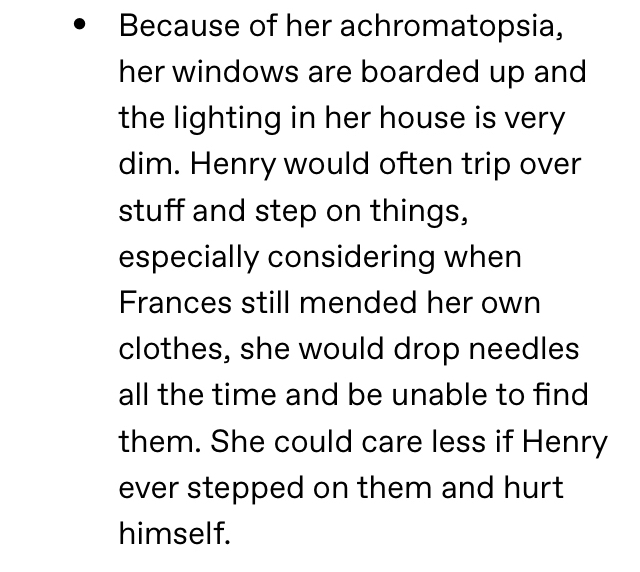 • Because of her achromatopsia,
her windows are boarded up and
the lighting in her house is very
dim. Henry would often trip over
stuff and step on things,
especially considering when
Frances still mended her own
clothes, she would drop needles
all the time and be unable to find
them. She could care less if Henry
ever stepped on them and hurt
himself.